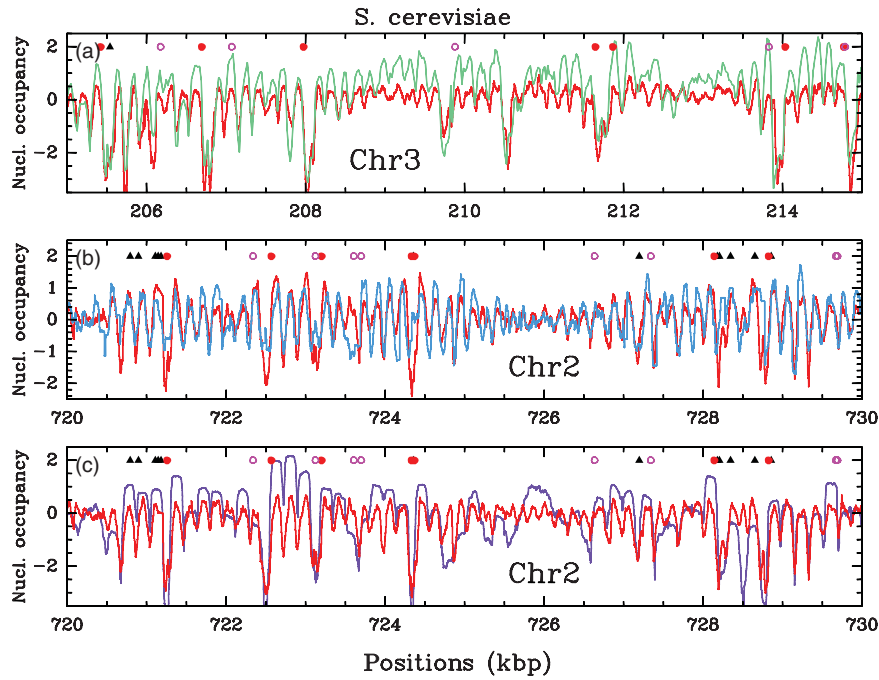 S. cerevisiae
(a)
Nucl. occupancy
2
0
-2
Chr3
206 208 210 212 214
(b)
Nucl. occupancy
2
1
0
-1
-2
Chr2
720 722 724 726 728 730
(c)
Nucl. occupancy
2
0
-2
Chr2
720 722 724 726 728 730
Positions (kbp)